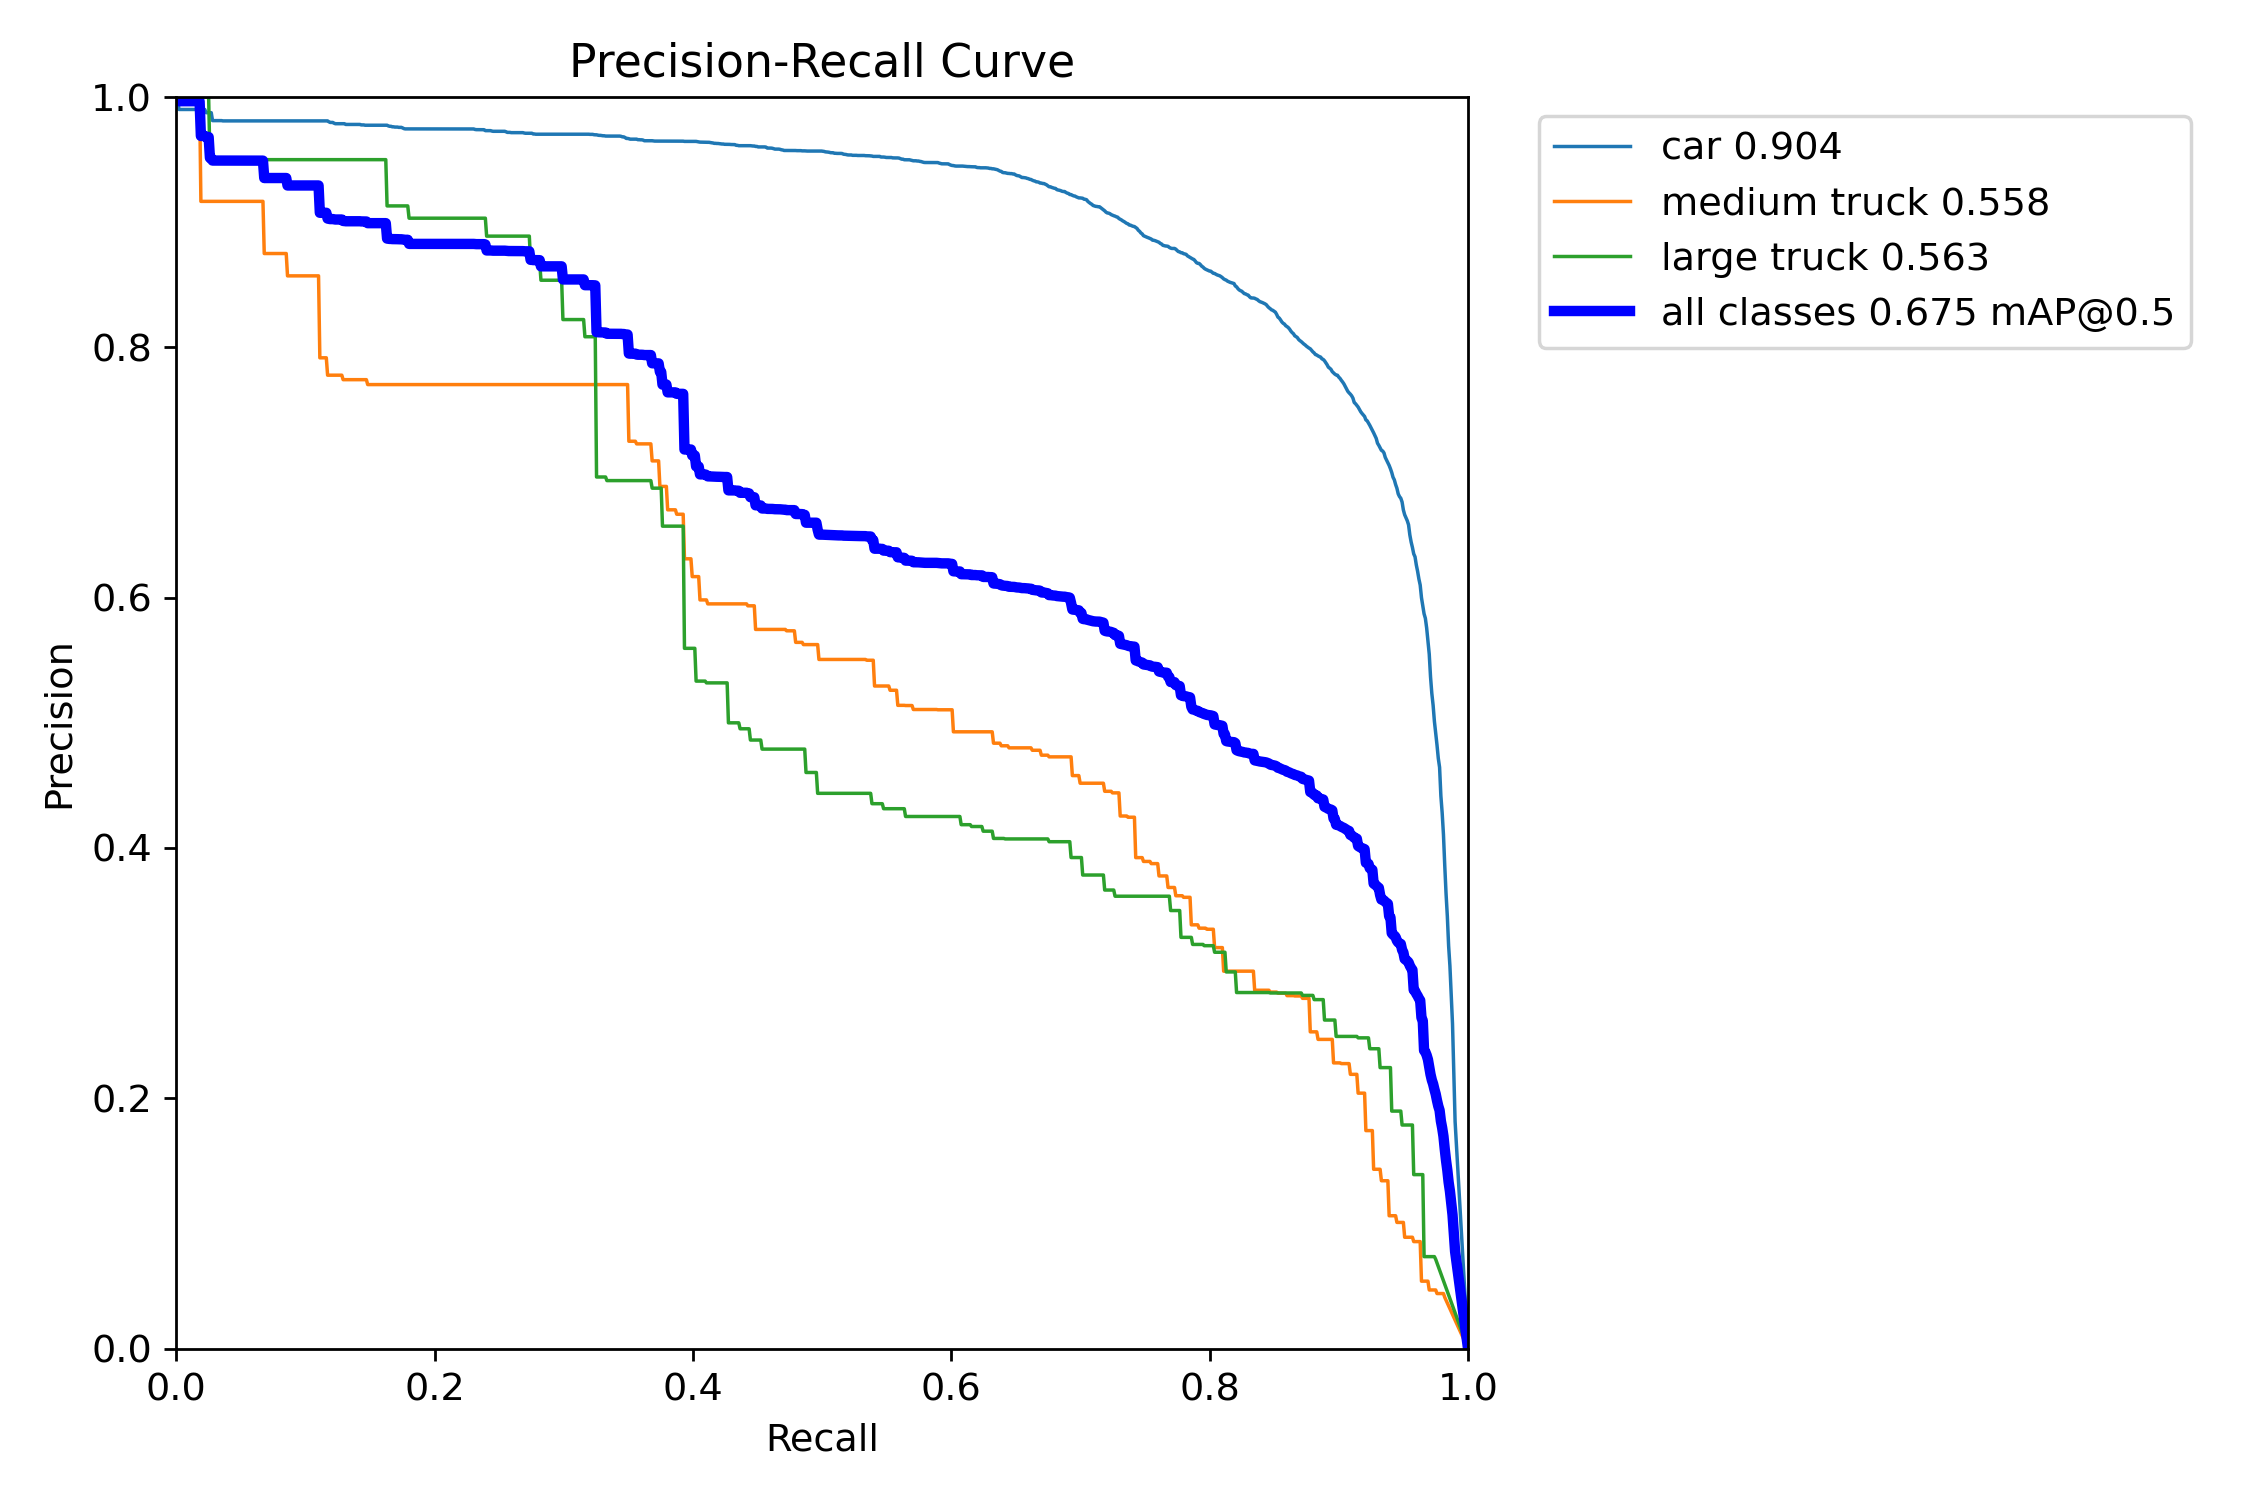 Precision-Recall Curve
car 0.904
medium truck 0.558
large truck 0.563
all classes 0.675 mAP@0.5
1.0
0.8
0.6
0.4
0.2
0.0
Precision
0.0 0.2 0.4 0.6 0.8 1.0
Recall